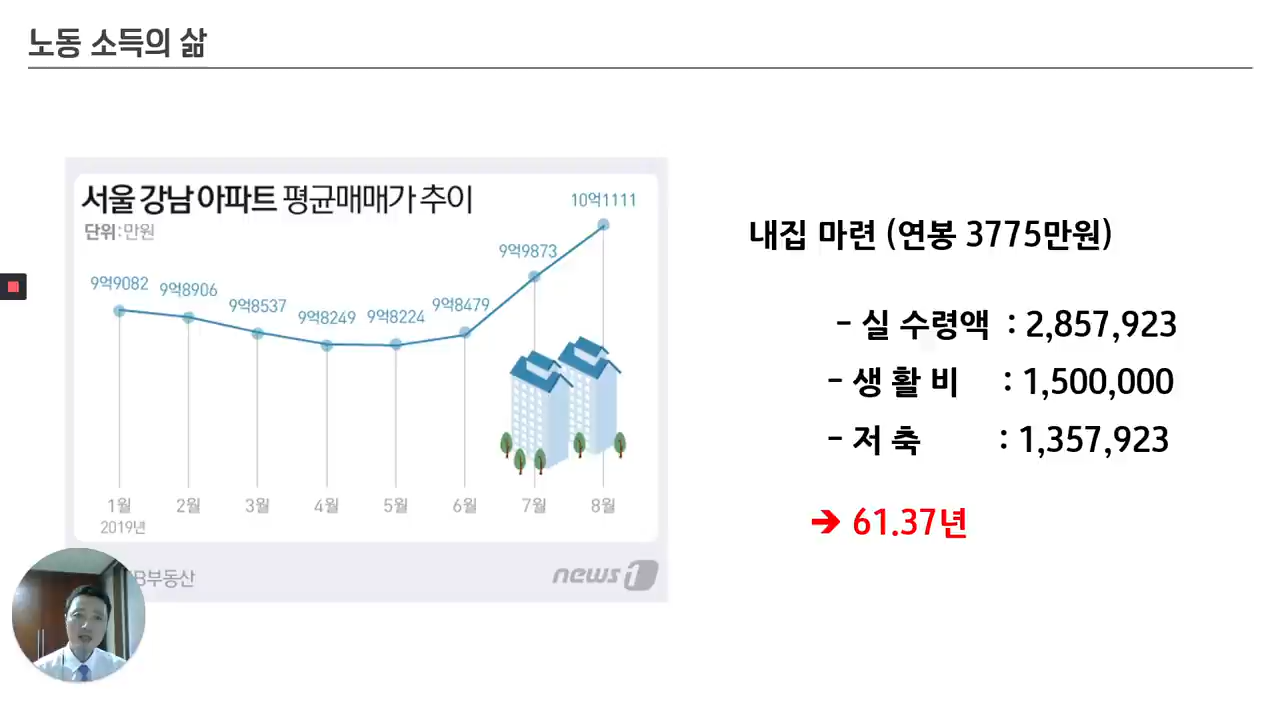 노동 소득의 삶
서울 강남 아파트 평균매매가 추이
단위:만원
9억9082
9억8906
9억8537
9억8249
9억8224
9억8479
9억9873
10억1111
1월
2월
3월
4월
5월
6월
7월
8월
2019년
B부동산
news1
내집 마련 (연봉 3775만원)
- 실 수령액 : 2,857,923
- 생 활 비 : 1,500,000
- 저 축 : 1,357,923
➔ 61.37년